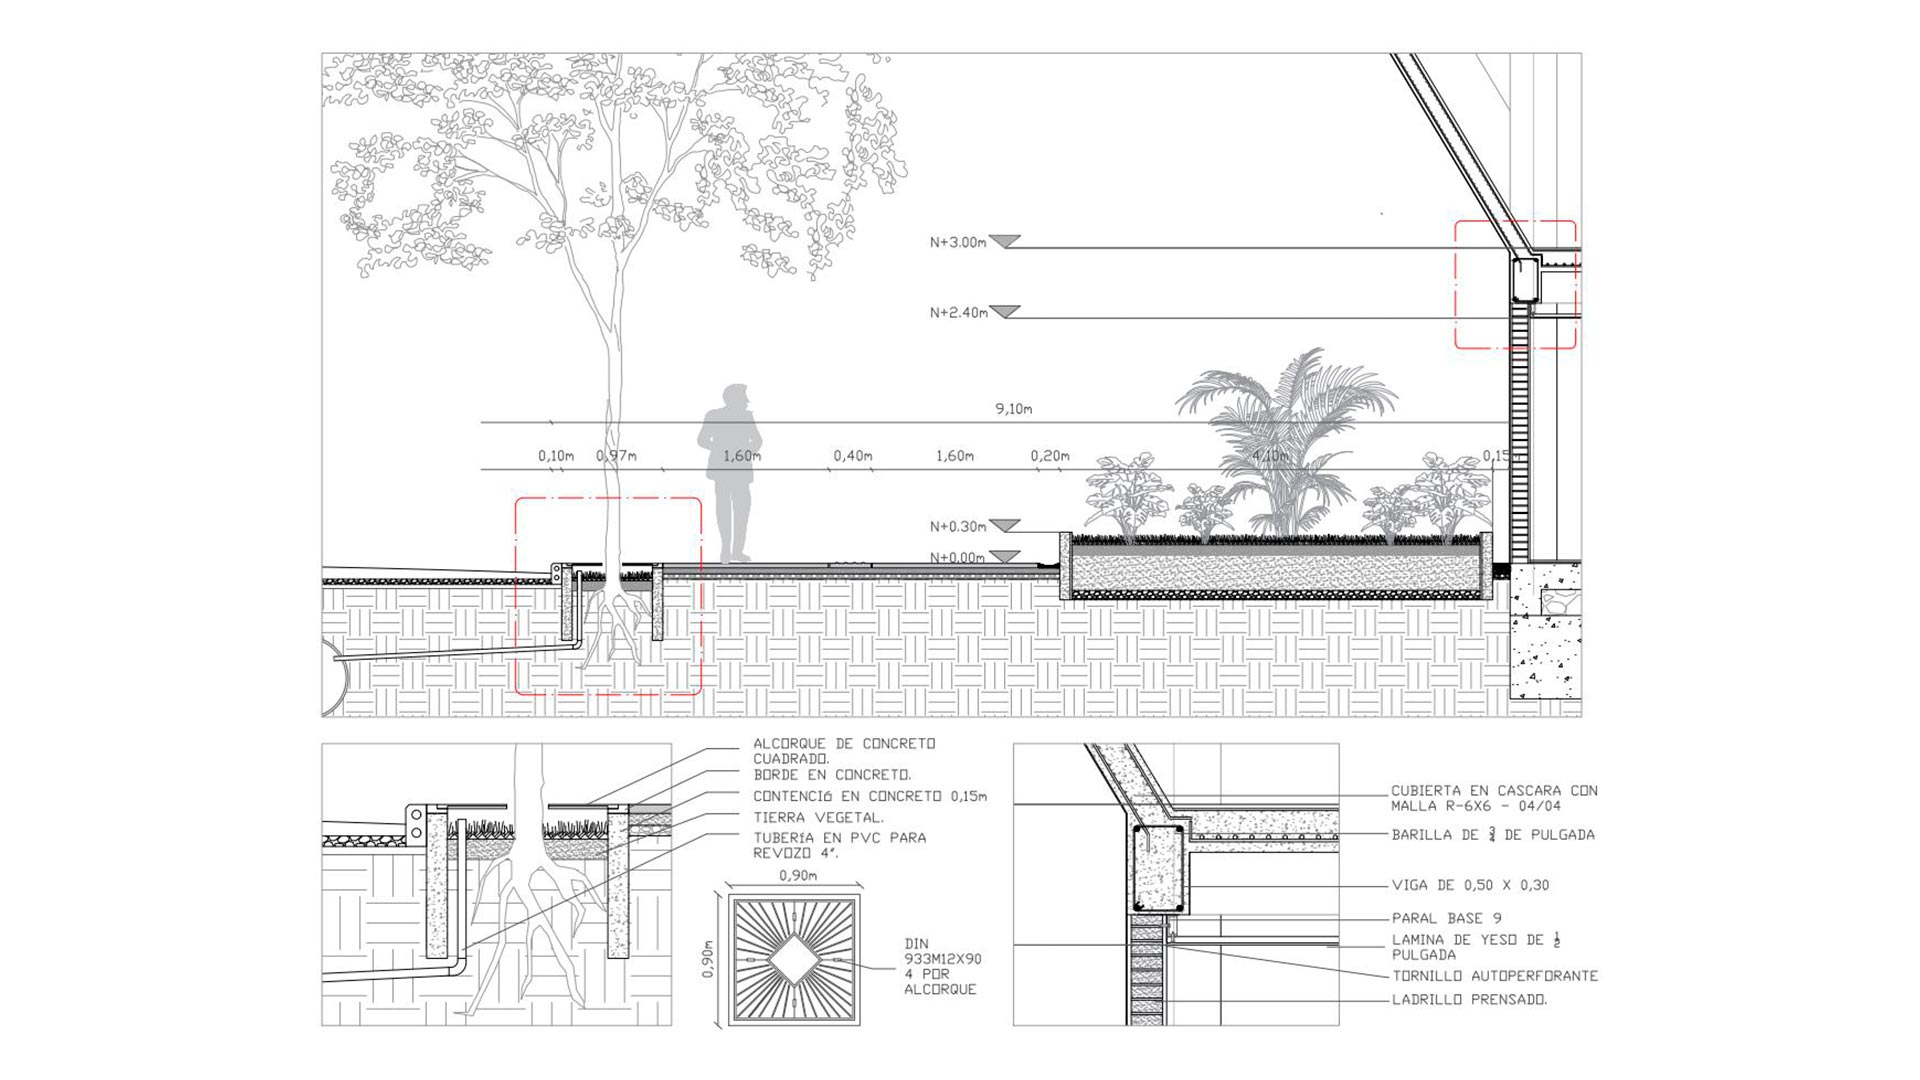 N+3.00m
N+2.40m
9,10m
0,10m 0,97m 1,60m 0,40m 1,60m 0,20m 4,10m 0,15
N+0.30m
N+0.00m
ALCORQUE DE CONCRETO
CUADRADO.
BORDE EN CONCRETO.
CONTENCIÓ EN CONCRETO 0,15m
TIERRA VEGETAL.
TUBERÍA EN PVC PARA
REVOZO 4".
0,90m
0,90m
DIN
933M12X90
4 POR
ALCORQUE
CUBIERTA EN CASCARA CON
MALLA R-6X6 - 04/04
BARILLA DE 3/4 DE PULGADA
VIGA DE 0,50 X 0,30
PARAL BASE 9
LAMINA DE YESO DE 1/2
PULGADA
TORNILLO AUTOPERFORANTE
LADRILLO PRENSADO.